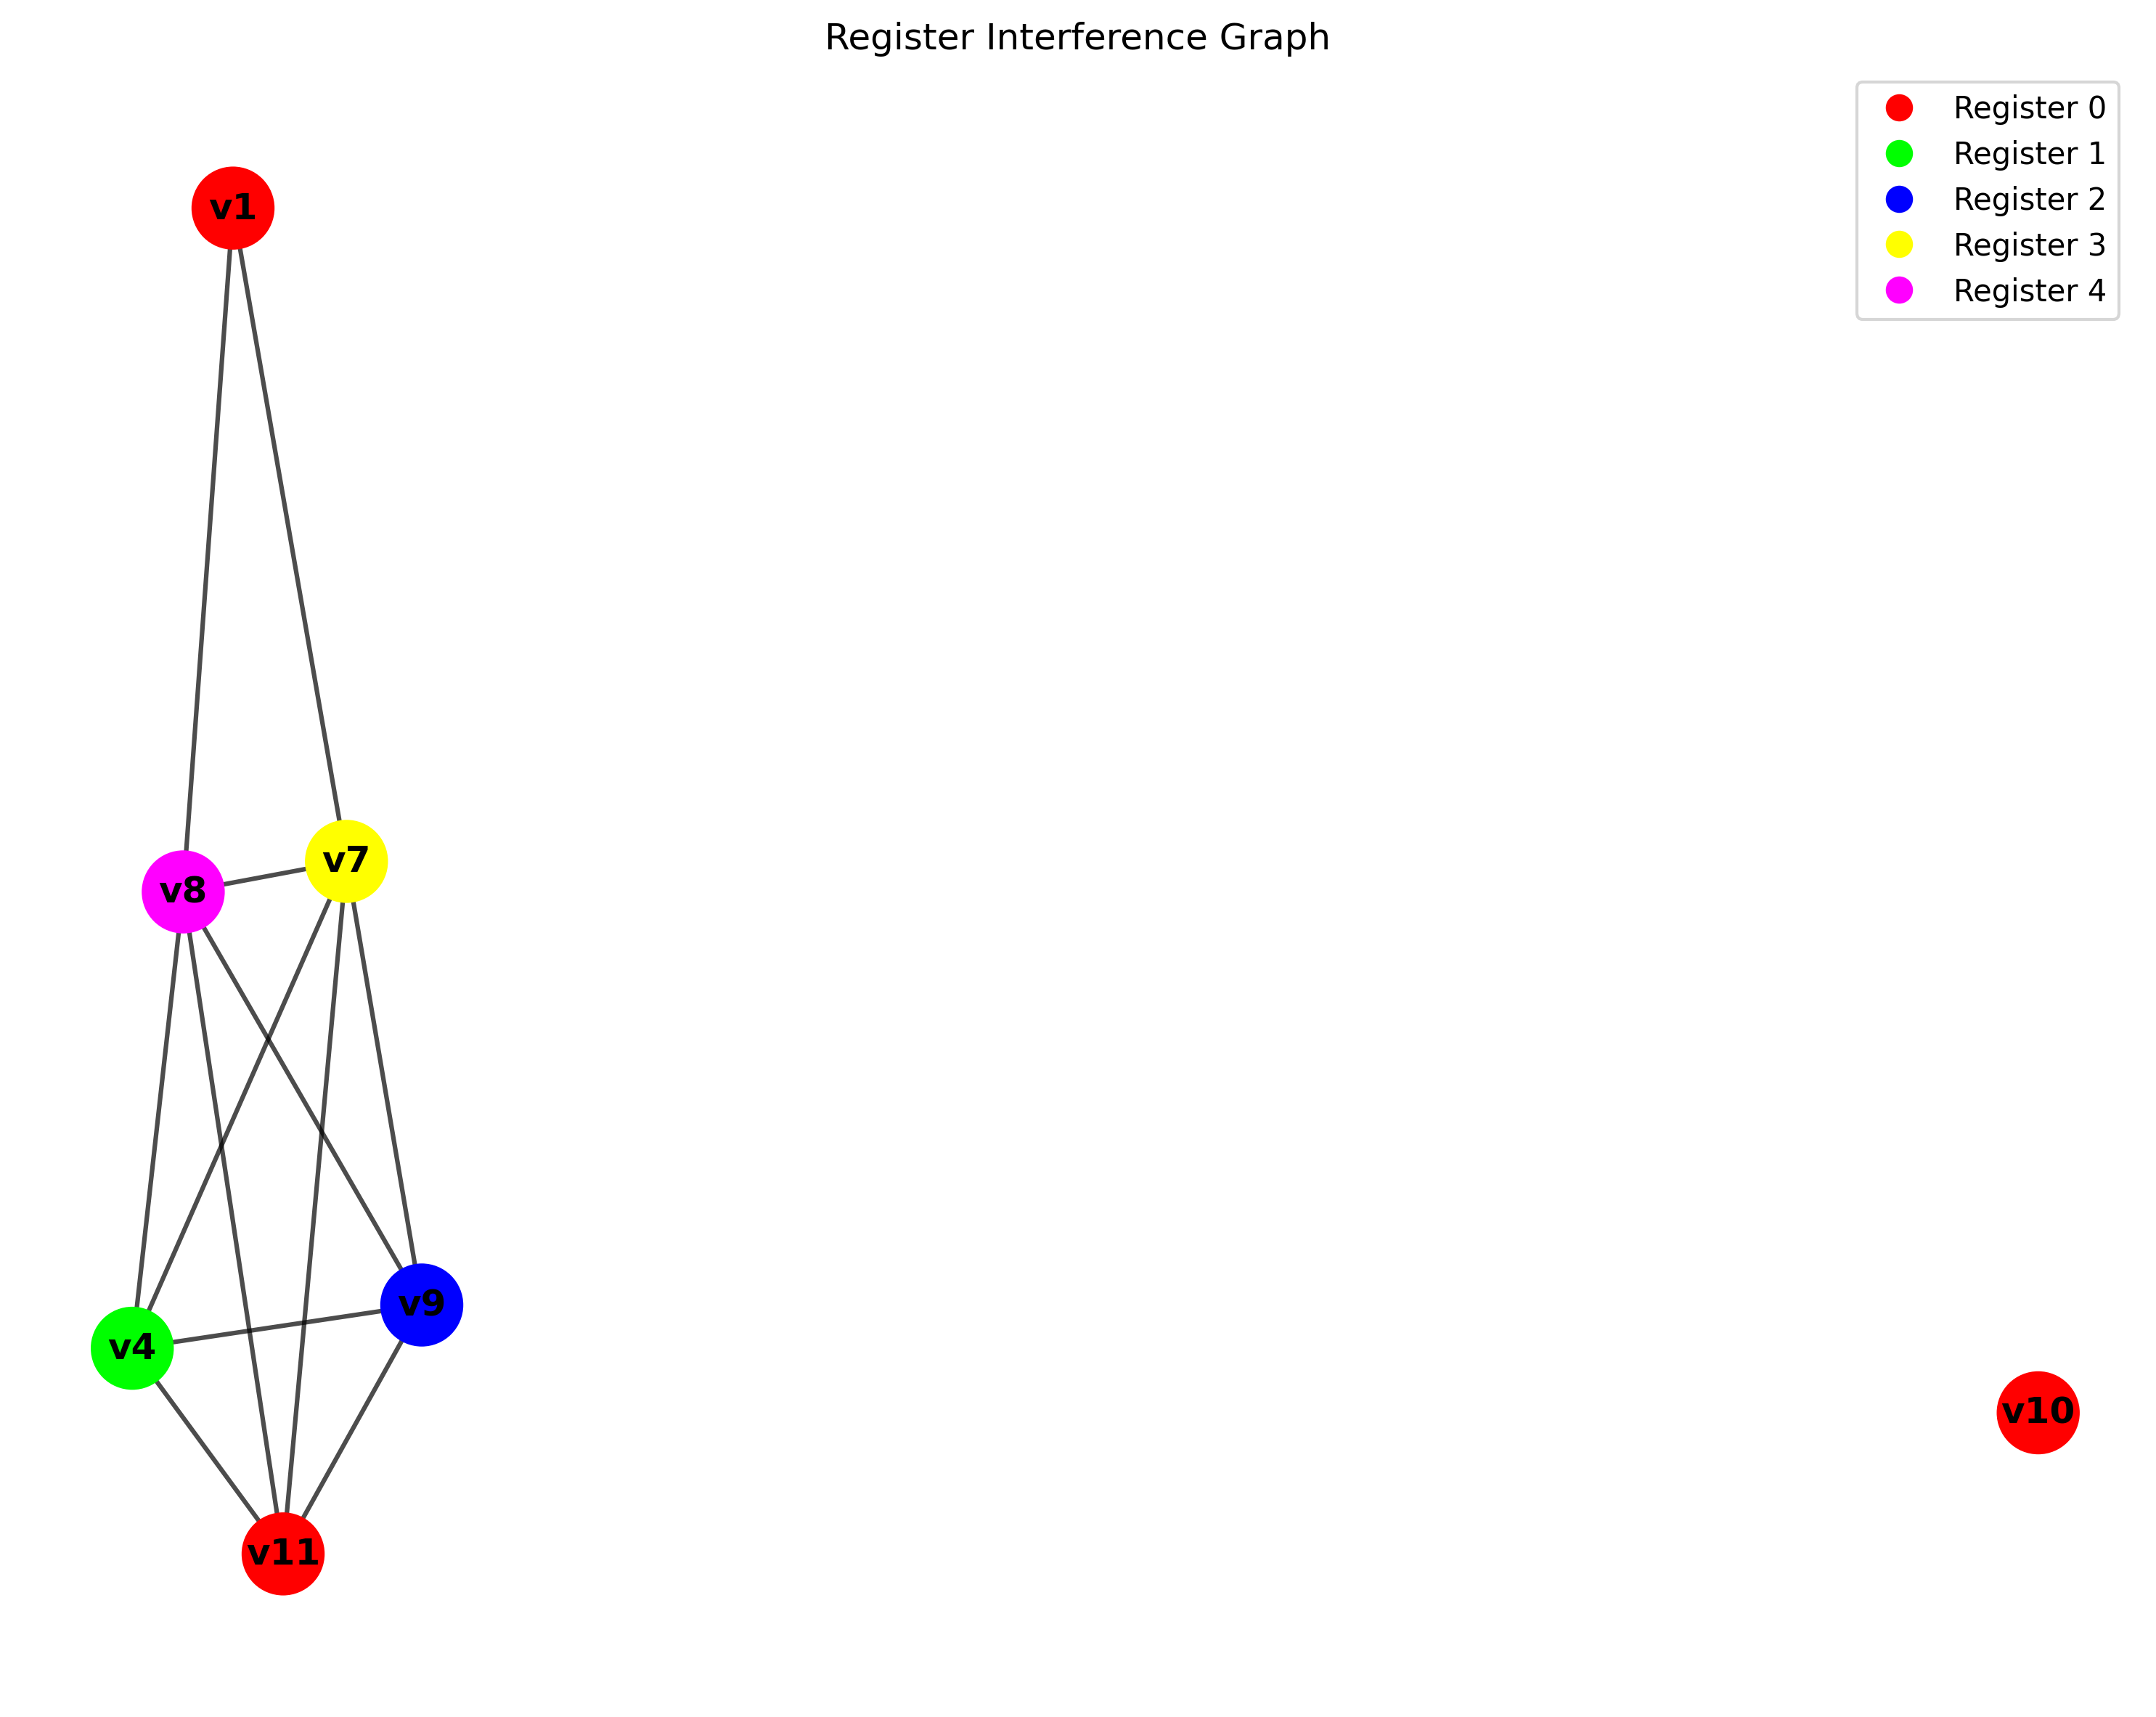 Register Interference Graph
Register 0
Register 1
Register 2
Register 3
Register 4
v1
v7
v8
v9
v4
v10
v11